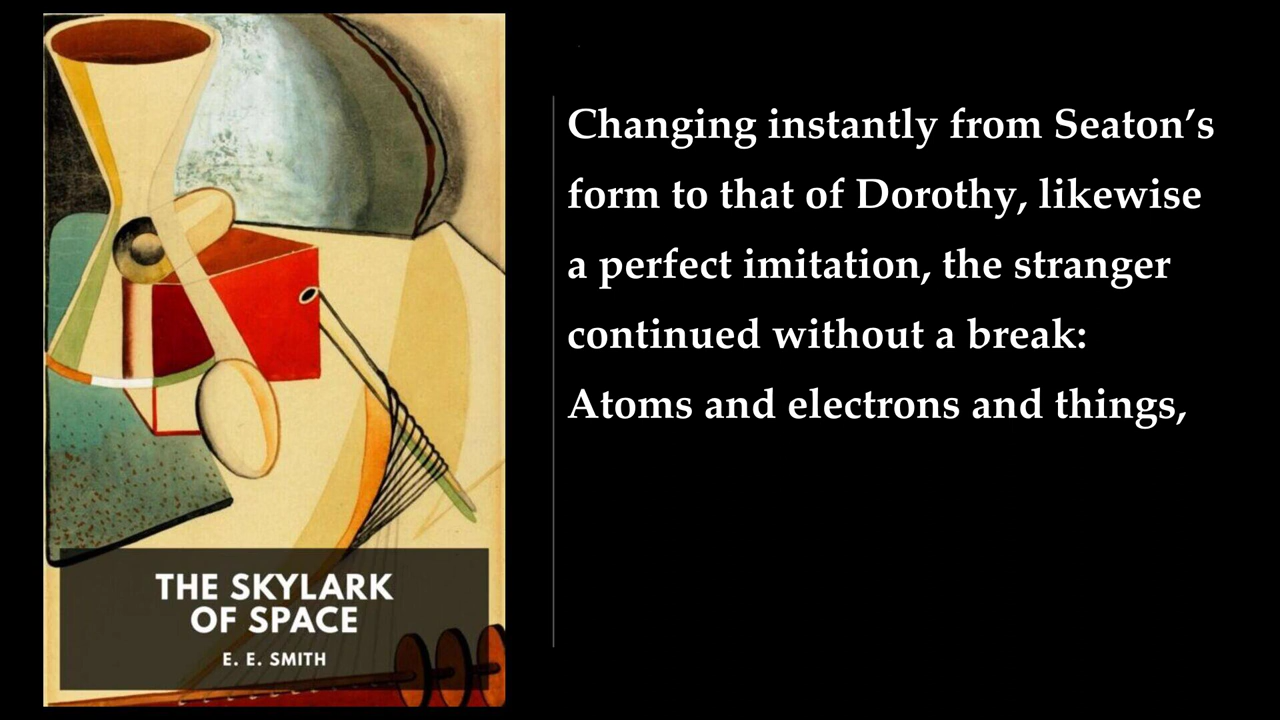 THE SKYLARK
OF SPACE
E. E. SMITH
Changing instantly from Seaton’s
form to that of Dorothy, likewise
a perfect imitation, the stranger
continued without a break:
Atoms and electrons and things,